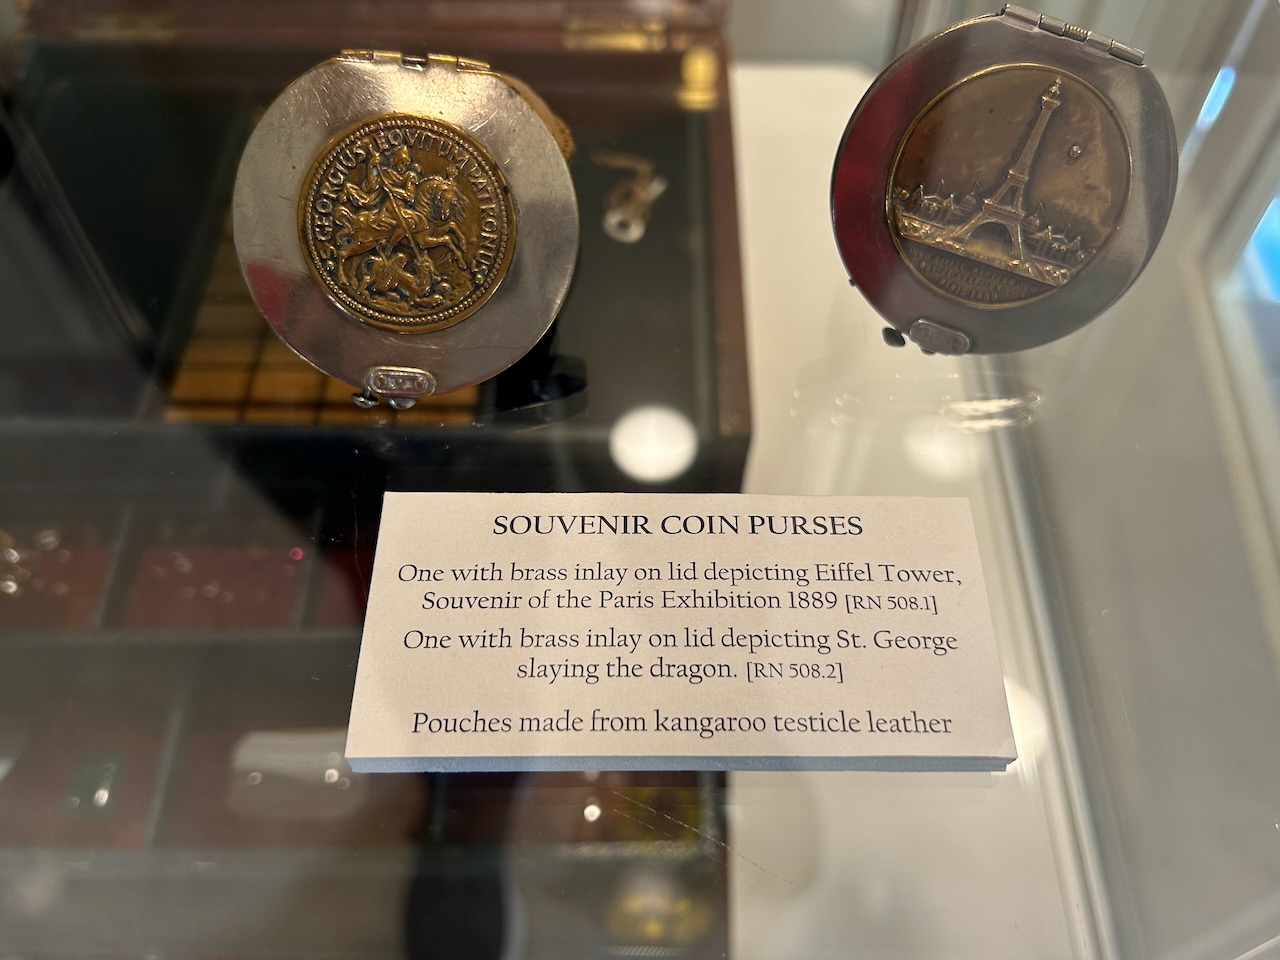 S. GEORGIUS EQUITUM PATRONUS
SOUVENIR COIN PURSES
One with brass inlay on lid depicting Eiffel Tower,
Souvenir of the Paris Exhibition 1889 [RN 508.1]
One with brass inlay on lid depicting St. George
slaying the dragon. [RN 508.2]
Pouches made from kangaroo testicle leather